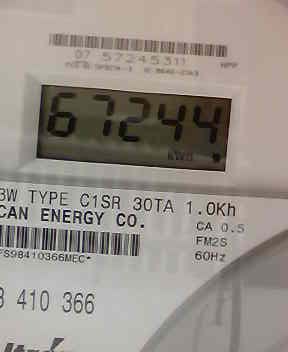 07 57245311
67244
KWH
3W TYPE C1SR 30TA 1.0Kh
CAN ENERGY CO.
CA 0.5
FM2S
60Hz
FS98410366MEC*
8 410 366